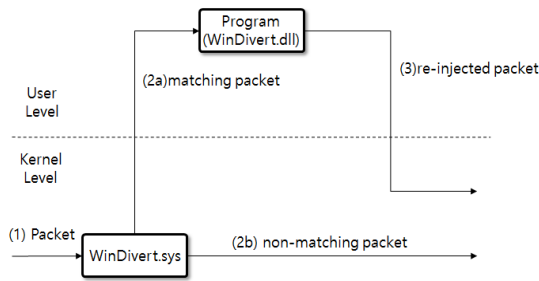 Program
(WinDivert.dll)
(2a)matching packet
(3)re-injected packet
User
Level
Kernel
Level
(1) Packet
WinDivert.sys
(2b) non-matching packet